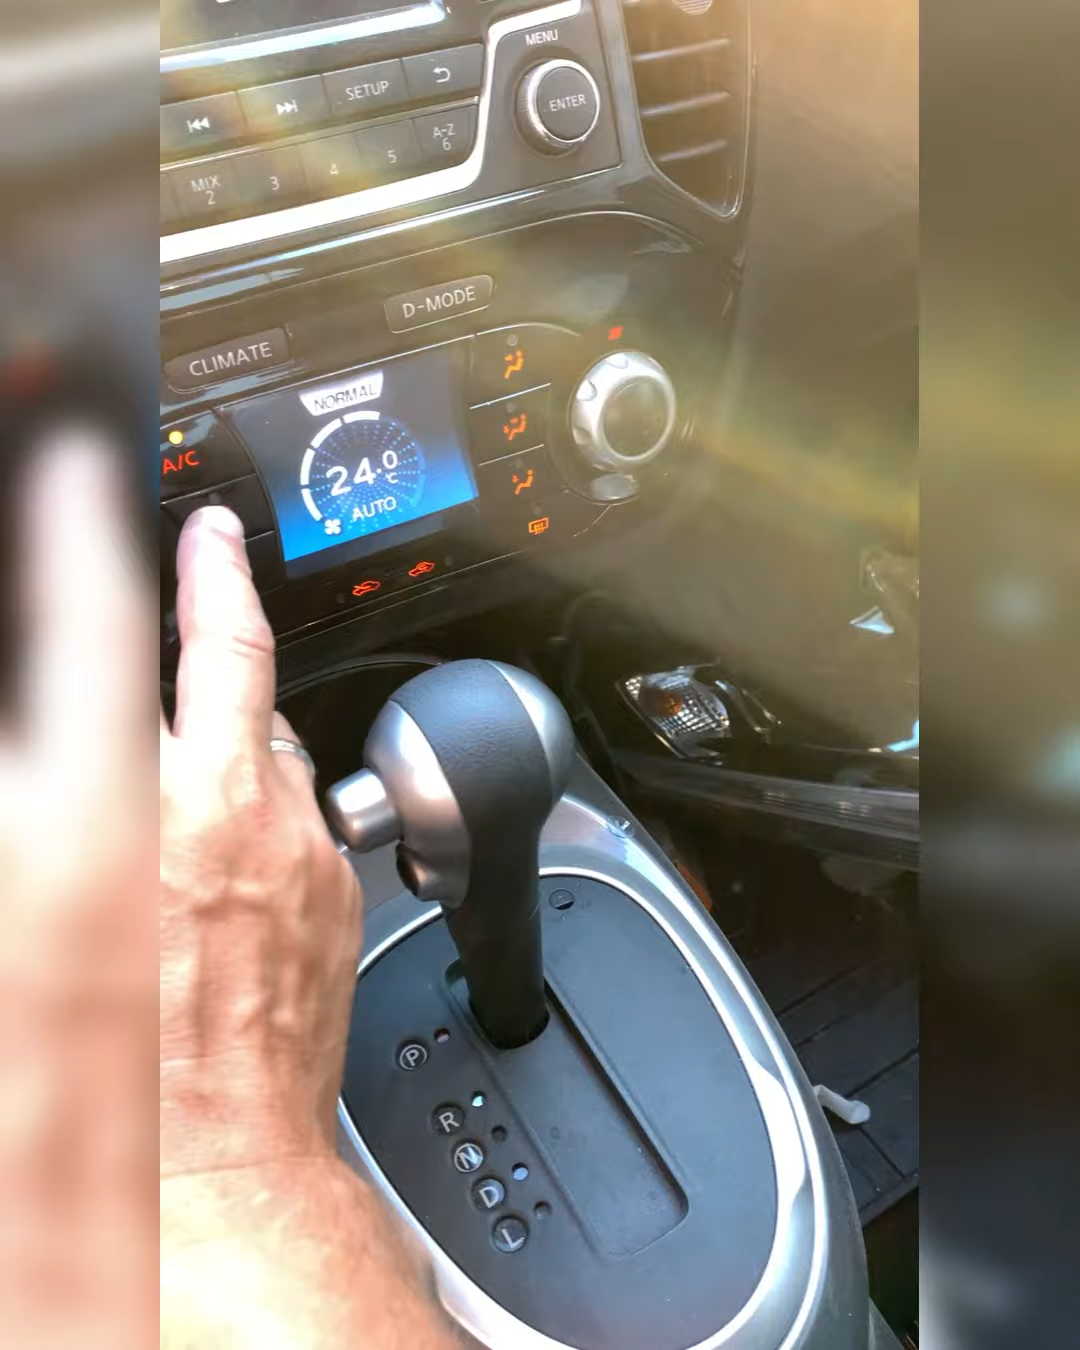 MENU
ENTER
SETUP
A-Z
6
5
4
3
MIX
2
D-MODE
CLIMATE
NORMAL
A/C
24.0
°C
AUTO
P
R
N
D
L